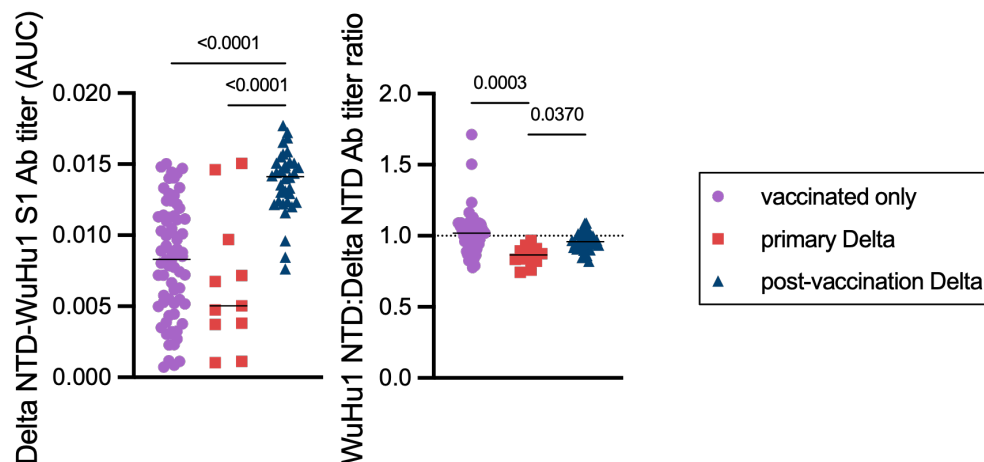 Delta NTD-WuHu1 S1 Ab titer (AUC)
<0.0001
<0.0001
0.020
0.015
0.010
0.005
0.000
WuHu1 NTD:Delta NTD Ab titer ratio
0.0003
0.0370
2.0
1.5
1.0
0.5
0.0
vaccinated only
primary Delta
post-vaccination Delta